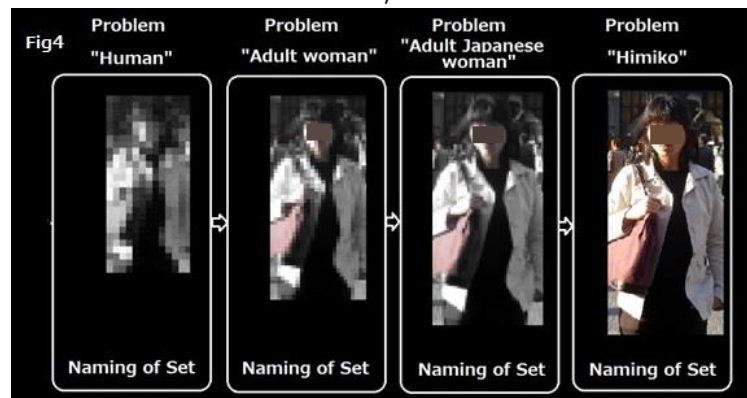 Fig4
Problem
"Human"
Naming of Set
Problem
"Adult woman"
Naming of Set
Problem
"Adult Japanese
woman"
Naming of Set
Problem
"Himiko"
Naming of Set